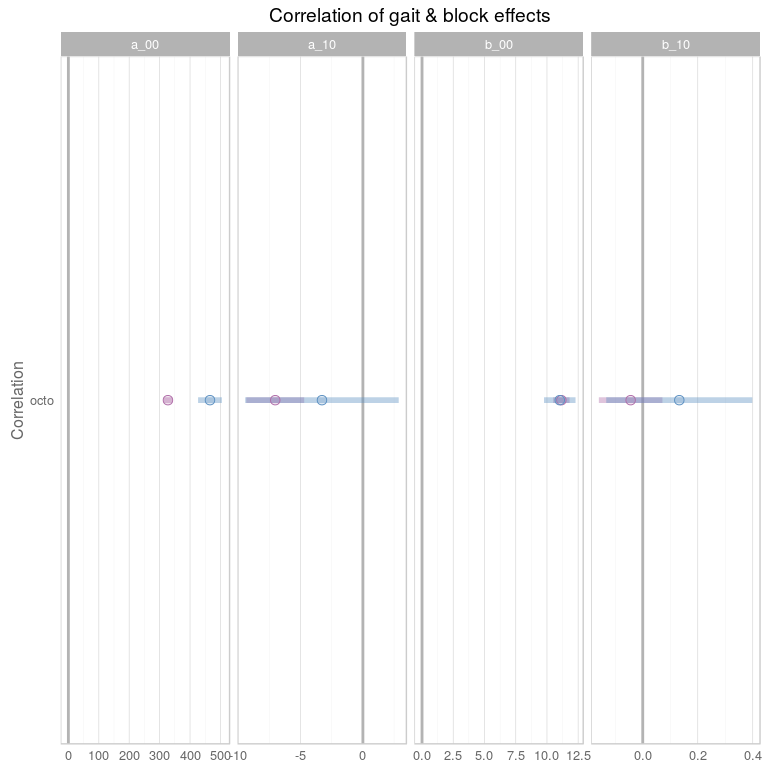 Correlation of gait & block effects
a_00 a_10 b_00 b_10
Correlation
octo
0 100 200 300 400 500 -10 -5 0 0.0 2.5 5.0 7.5 10.0 12.5 0.0 0.2 0.4